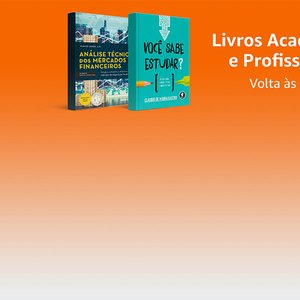 ANÁLISE TÉCNICA
DOS MERCADOS
FINANCEIROS
VOCÊ SABE
ESTUDAR?
Livros Acad
e Profiss
Volta às